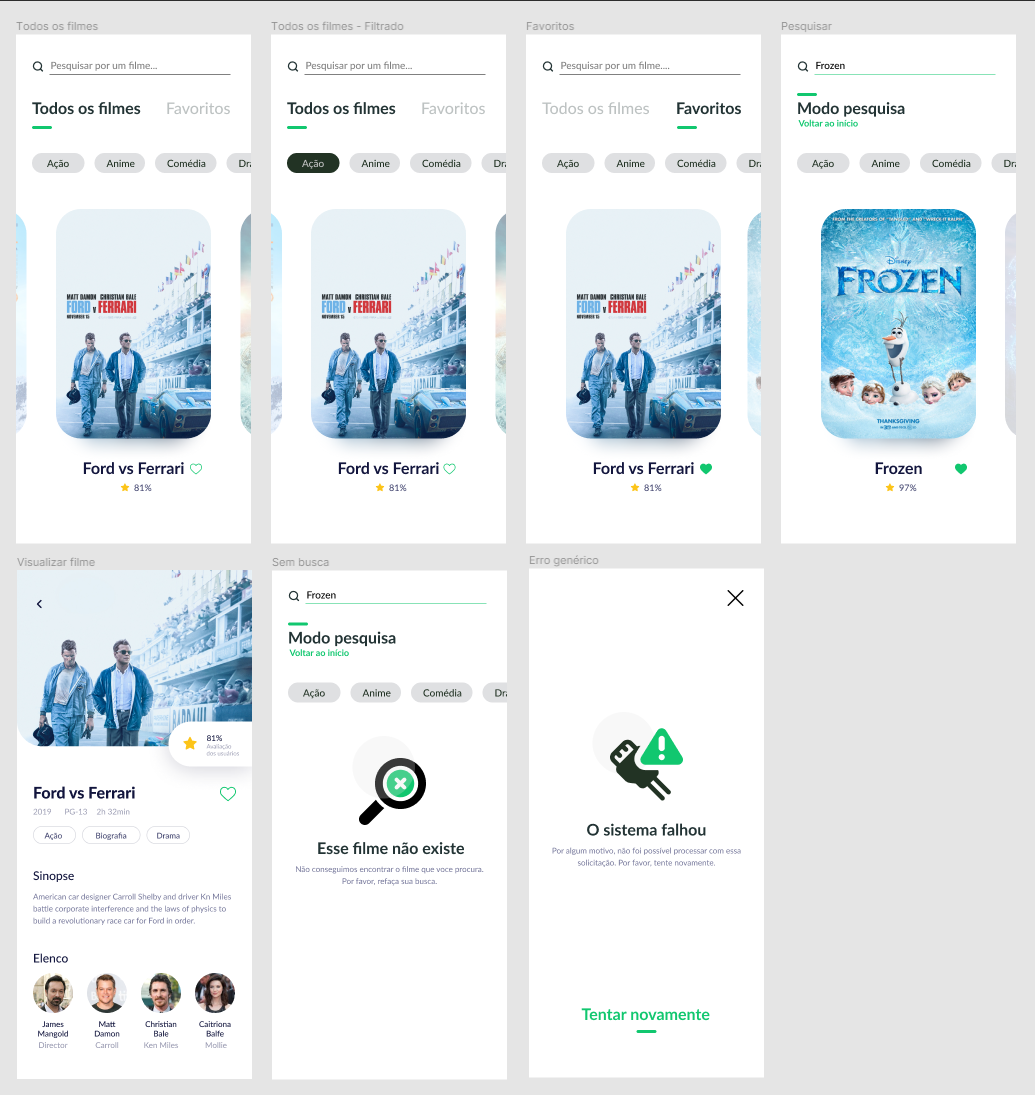 Todos os filmes
Pesquisar por um filme...
Todos os filmes Favoritos
Ação Anime Comédia Dra
MATT DAMON CHRISTIAN BALE
FORD v FERRARI
NOVEMBER 15
Ford vs Ferrari
81%
Todos os filmes - Filtrado
Pesquisar por um filme...
Todos os filmes Favoritos
Ação Anime Comédia Dra
MATT DAMON CHRISTIAN BALE
FORD v FERRARI
NOVEMBER 15
Ford vs Ferrari
81%
Favoritos
Pesquisar por um filme....
Todos os filmes Favoritos
Ação Anime Comédia Dra
MATT DAMON CHRISTIAN BALE
FORD v FERRARI
NOVEMBER 15
Ford vs Ferrari
81%
Pesquisar
Frozen
Modo pesquisa
Voltar ao início
Ação Anime Comédia Dra
FROM THE CREATORS OF "TANGLED" AND "WRECK-IT RALPH"
Disney
FROZEN
THANKSGIVING
Frozen
97%
Visualizar filme
81%
Avaliação
dos usuários
Ford vs Ferrari
2019 PG-13 2h 32min
Ação Biografia Drama
Sinopse
American car designer Carroll Shelby and driver Kn Miles
battle corporate interference and the laws of physics to
build a revolutionary race car for Ford in order.
Elenco
James Mangold
Director
Matt Damon
Carroll
Christian Bale
Ken Miles
Caitriona Balfe
Mollie
Sem busca
Frozen
Modo pesquisa
Voltar ao início
Ação Anime Comédia Dra
Esse filme não existe
Não conseguimos encontrar o filme que voce procura.
Por favor, refaça sua busca.
Erro genérico
O sistema falhou
Por algum motivo, não foi possível processar com essa
solicitação. Por favor, tente novamente.
Tentar novamente